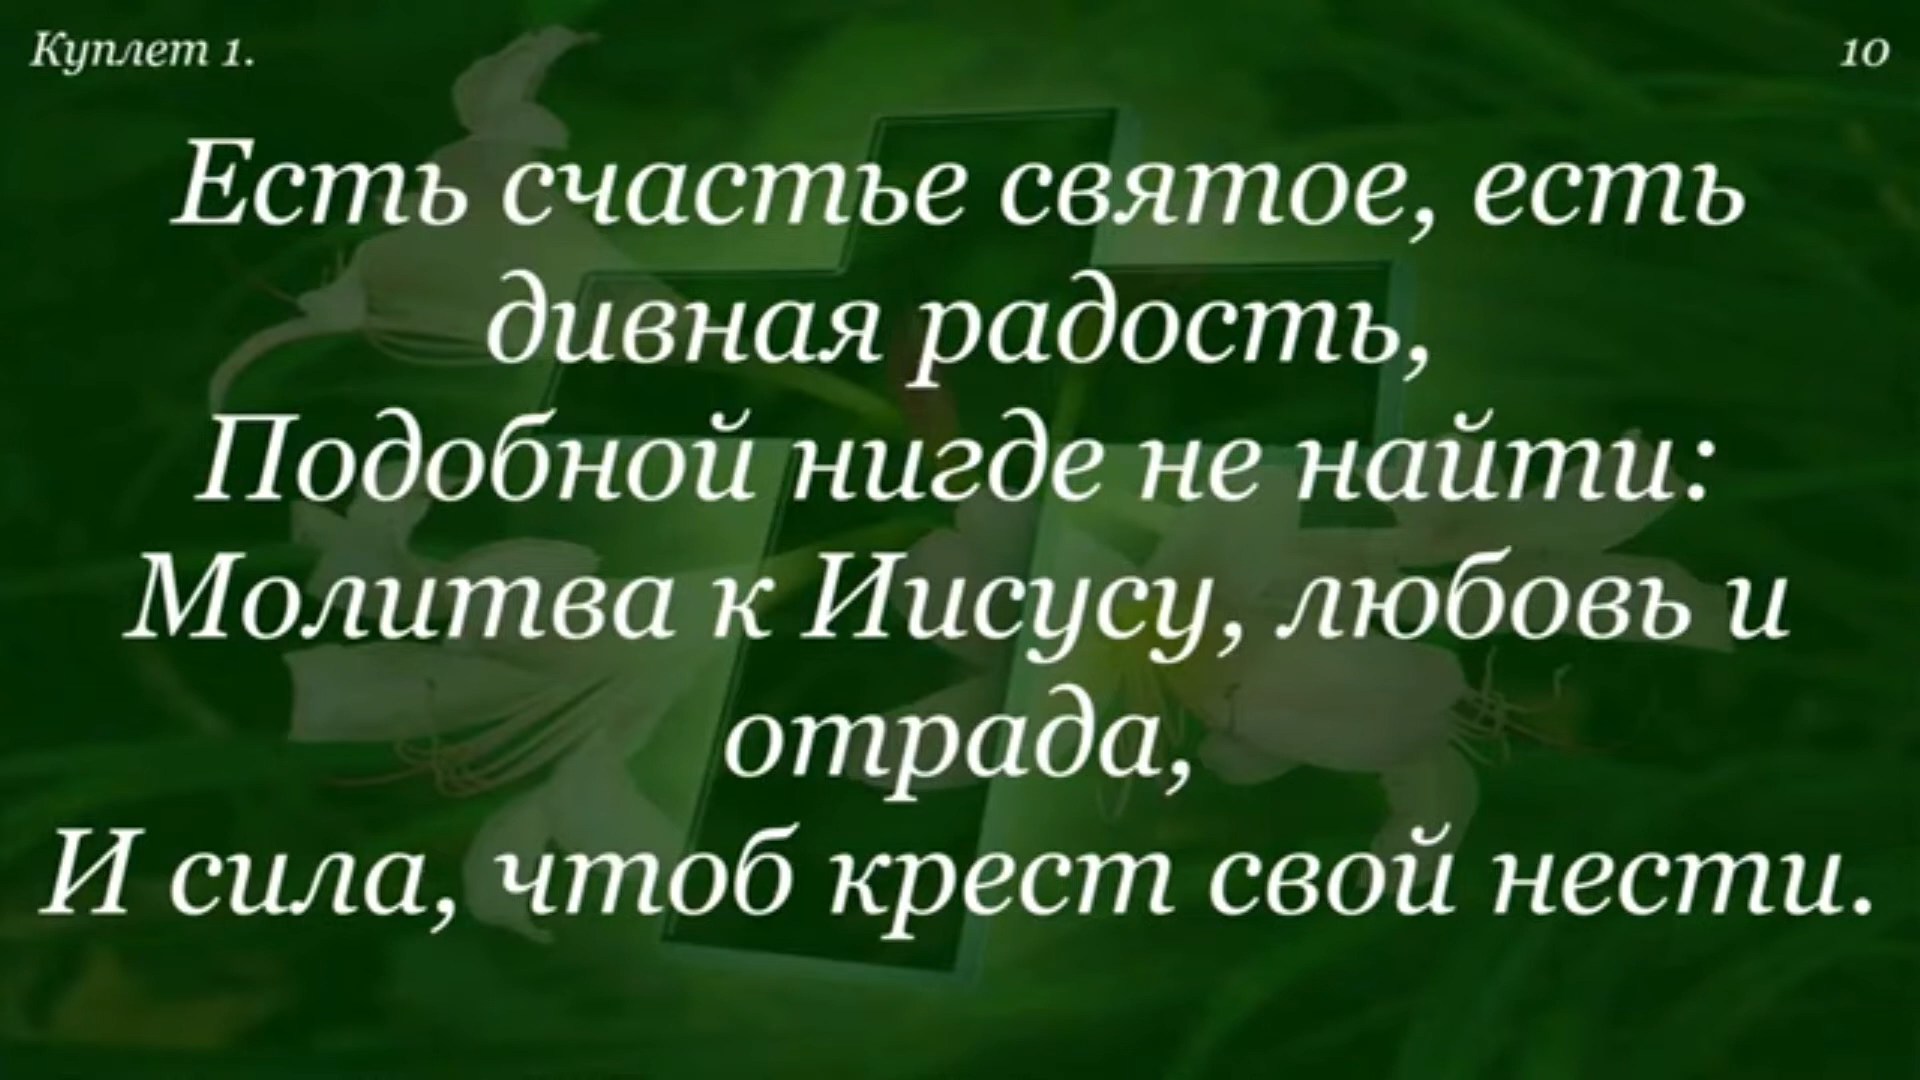 Куплет 1.
10
Есть счастье святое, есть
дивная радость,
Подобной нигде не найти:
Молитва к Иисусу, любовь и
отрада,
И сила, чтоб крест свой нести.